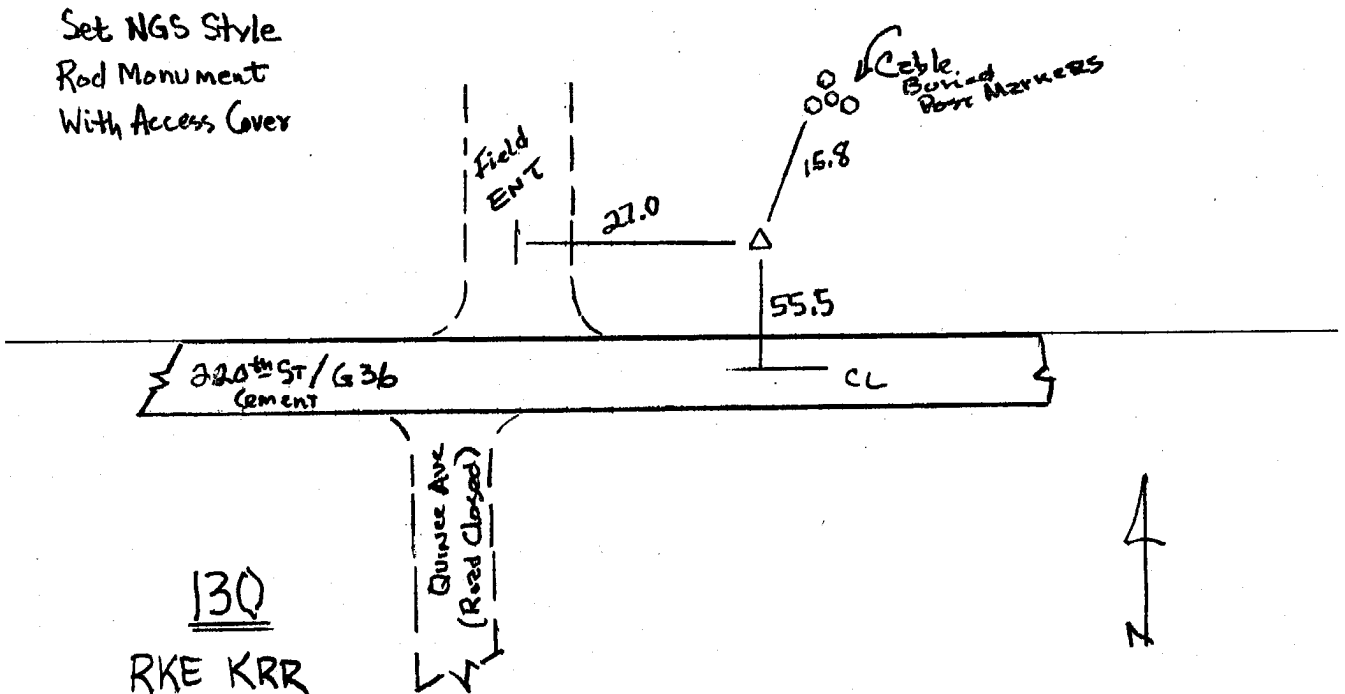 Set NGS Style
Rod Monument
With Access Cover
Cable
Buried
Post Markers
Field
ENT
15.8
27.0
55.5
220th ST/G36
Cement
CL
Quince Ave
(Road Closed)
130
RKE KRR
N